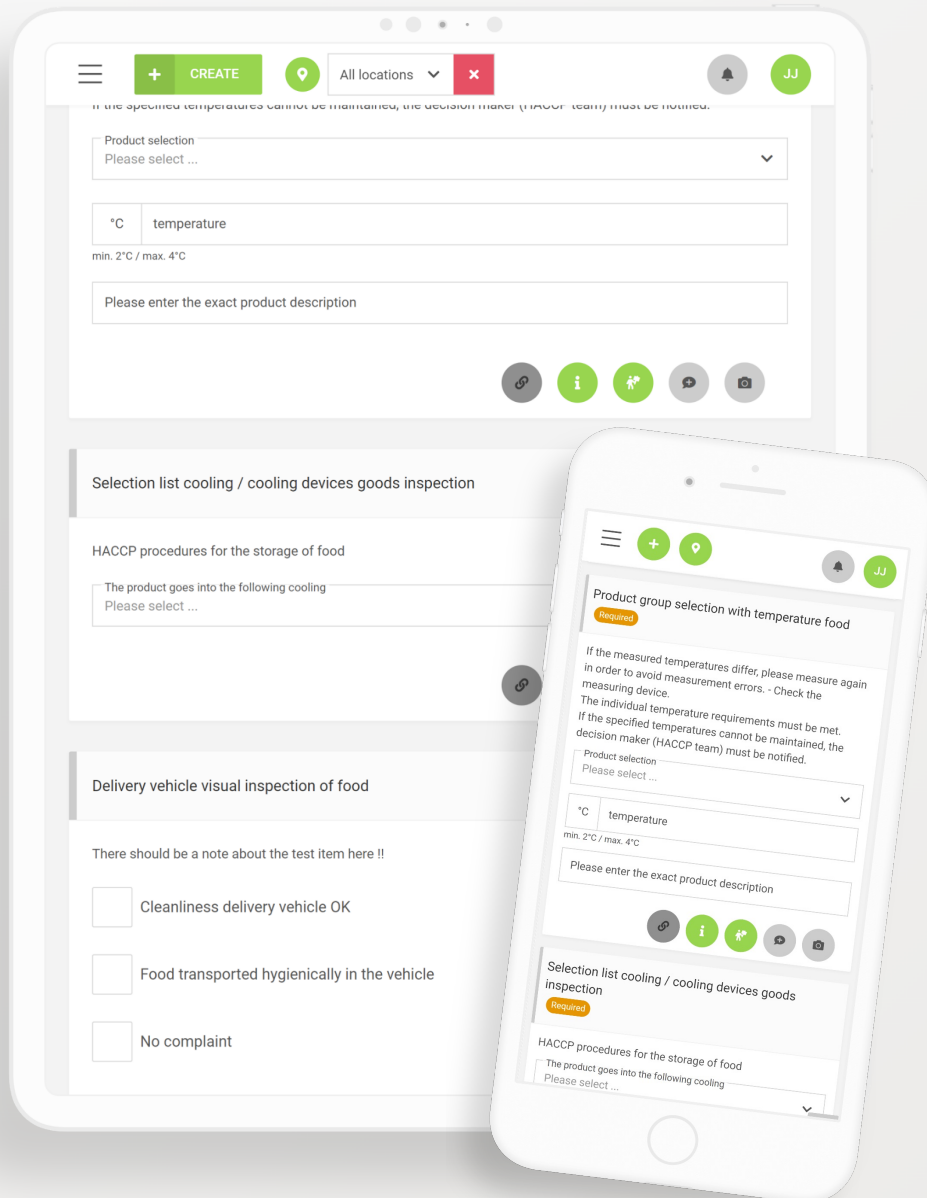 CREATE
All locations
JJ
If the specified temperatures cannot be maintained, the decision maker (HACCP team) must be notified.
Product selection
Please select ...
°C temperature
min. 2°C / max. 4°C
Please enter the exact product description
Selection list cooling / cooling devices goods inspection
HACCP procedures for the storage of food
The product goes into the following cooling
Please select ...
Delivery vehicle visual inspection of food
There should be a note about the test item here !!
Cleanliness delivery vehicle OK
Food transported hygienically in the vehicle
No complaint
JJ
Product group selection with temperature food
Required
If the measured temperatures differ, please measure again
in order to avoid measurement errors. - Check the
measuring device.
The individual temperature requirements must be met.
If the specified temperatures cannot be maintained, the
decision maker (HACCP team) must be notified.
Product selection
Please select ...
°C temperature
min. 2°C / max. 4°C
Please enter the exact product description
Selection list cooling / cooling devices goods
inspection
Required
HACCP procedures for the storage of food
The product goes into the following cooling
Please select ...